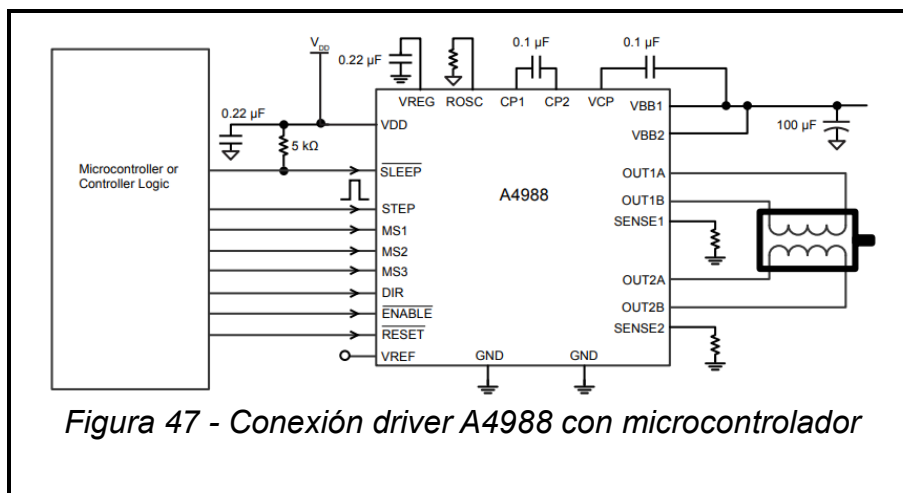 V_DD
0.22 µF
0.1 µF
0.1 µF
VREG
ROSC
CP1
CP2
VCP
0.22 µF
VDD
VBB1
5 kΩ
VBB2
100 µF
Microcontroller or
Controller Logic
SLEEP
A4988
OUT1A
STEP
OUT1B
MS1
SENSE1
MS2
MS3
OUT2A
DIR
OUT2B
ENABLE
SENSE2
RESET
VREF
GND
GND
Figura 47 - Conexión driver A4988 con microcontrolador